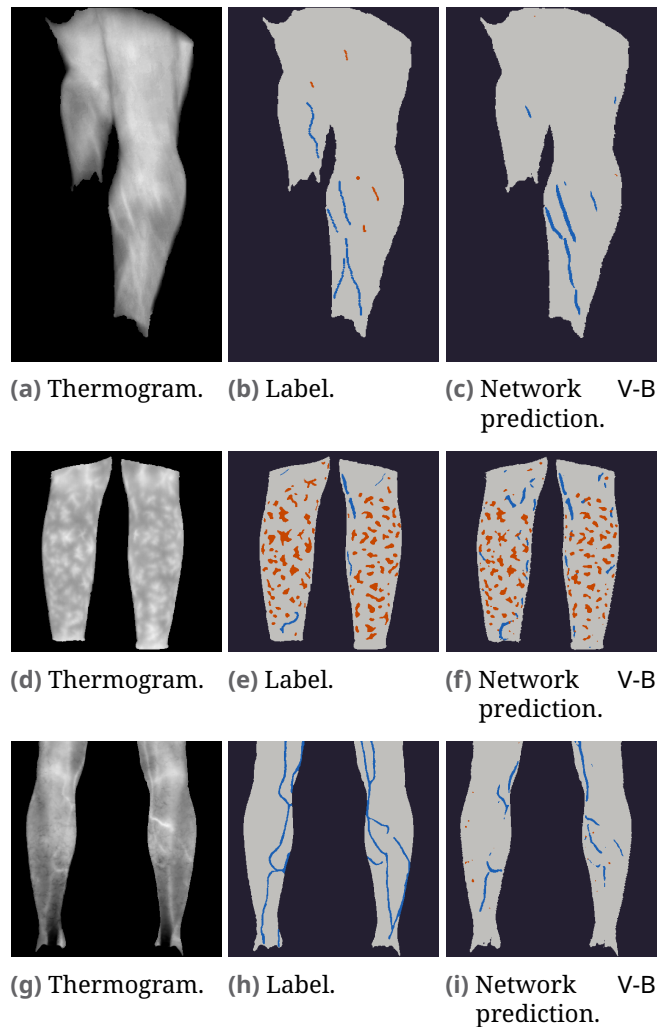 (a) Thermogram. (b) Label. (c) Network V-B
prediction.
(d) Thermogram. (e) Label. (f) Network V-B
prediction.
(g) Thermogram. (h) Label. (i) Network V-B
prediction.